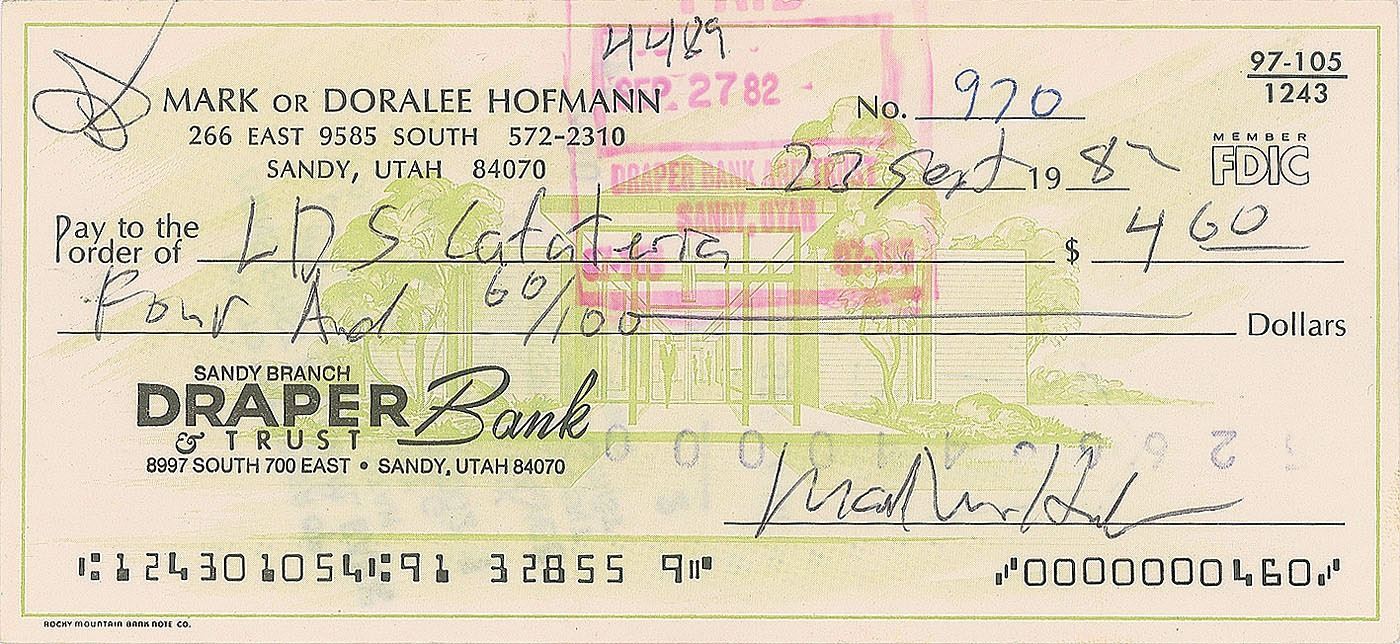 PAID
4489
SEP 27 82
MARK OR DORALEE HOFMANN
266 EAST 9585 SOUTH 572-2310
SANDY, UTAH 84070
No. 970
97-105
1243
MEMBER
FDIC
22 Sept 19 82
DRAPER BANK AND TRUST
SANDY, UTAH
Pay to the
order of LDS Cafateria $ 4 60
Four And 60/100 Dollars
SANDY BRANCH
DRAPER Bank
& TRUST
8997 SOUTH 700 EAST • SANDY, UTAH 84070
⑆124301054⑆91 32855 9⑈ ⑇0000000460⑇
ROCKY MOUNTAIN BANK NOTE CO.